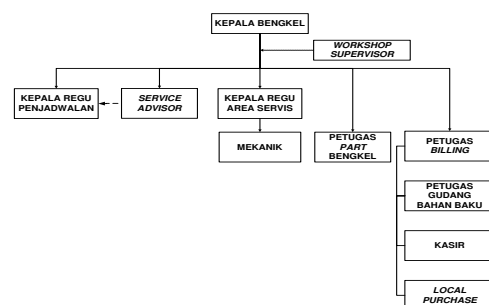 KEPALA BENGKEL
WORKSHOP
SUPERVISOR
KEPALA REGU
PENJADWALAN
SERVICE
ADVISOR
KEPALA REGU
AREA SERVIS
MEKANIK
PETUGAS
PART
BENGKEL
PETUGAS
BILLING
PETUGAS
GUDANG
BAHAN BAKU
KASIR
LOCAL
PURCHASE